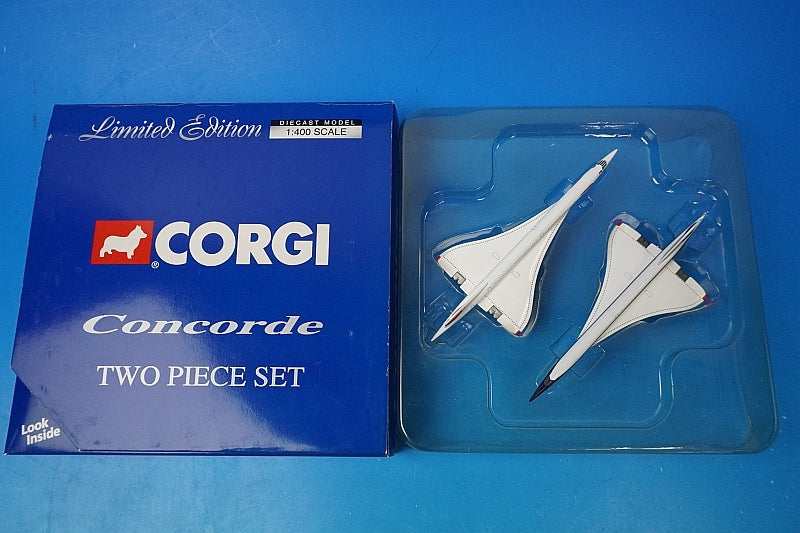 Limited Edition
DIECAST MODEL
1:400 SCALE
® CORGI
Concorde
TWO PIECE SET
Look
Inside